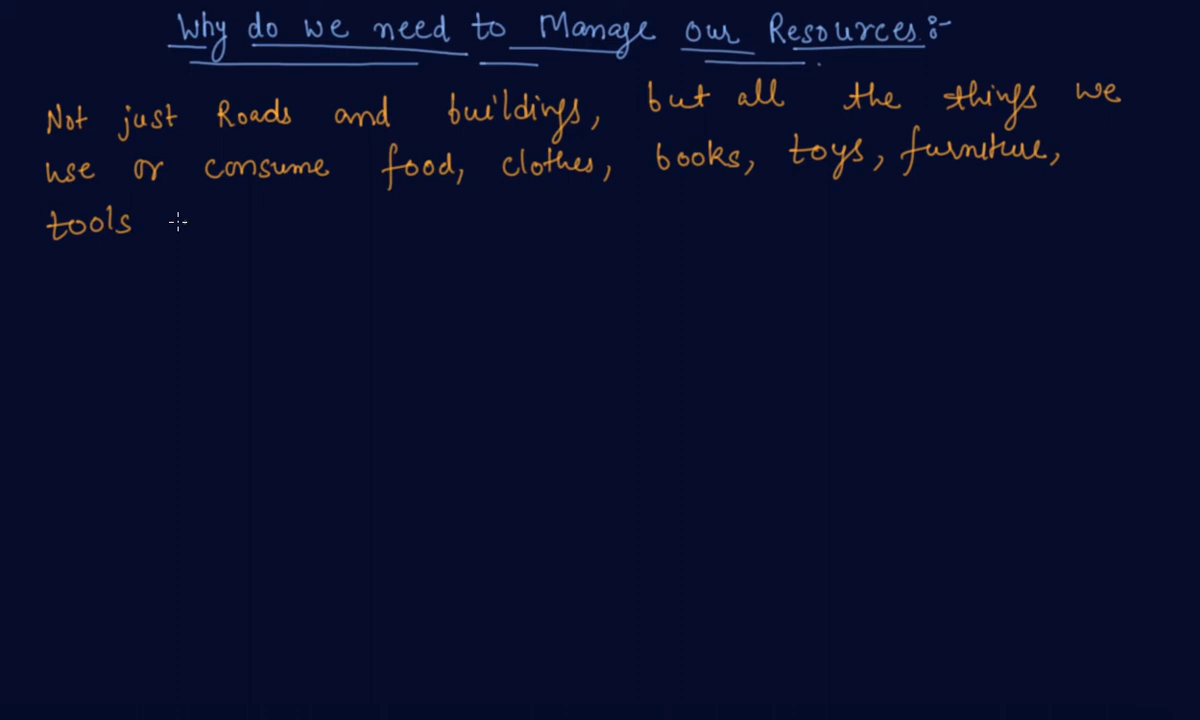 Why do we need to Manage our Resources:-
Not just Roads and buildings, but all the things we
use or consume food, clothes, books, toys, furniture,
tools